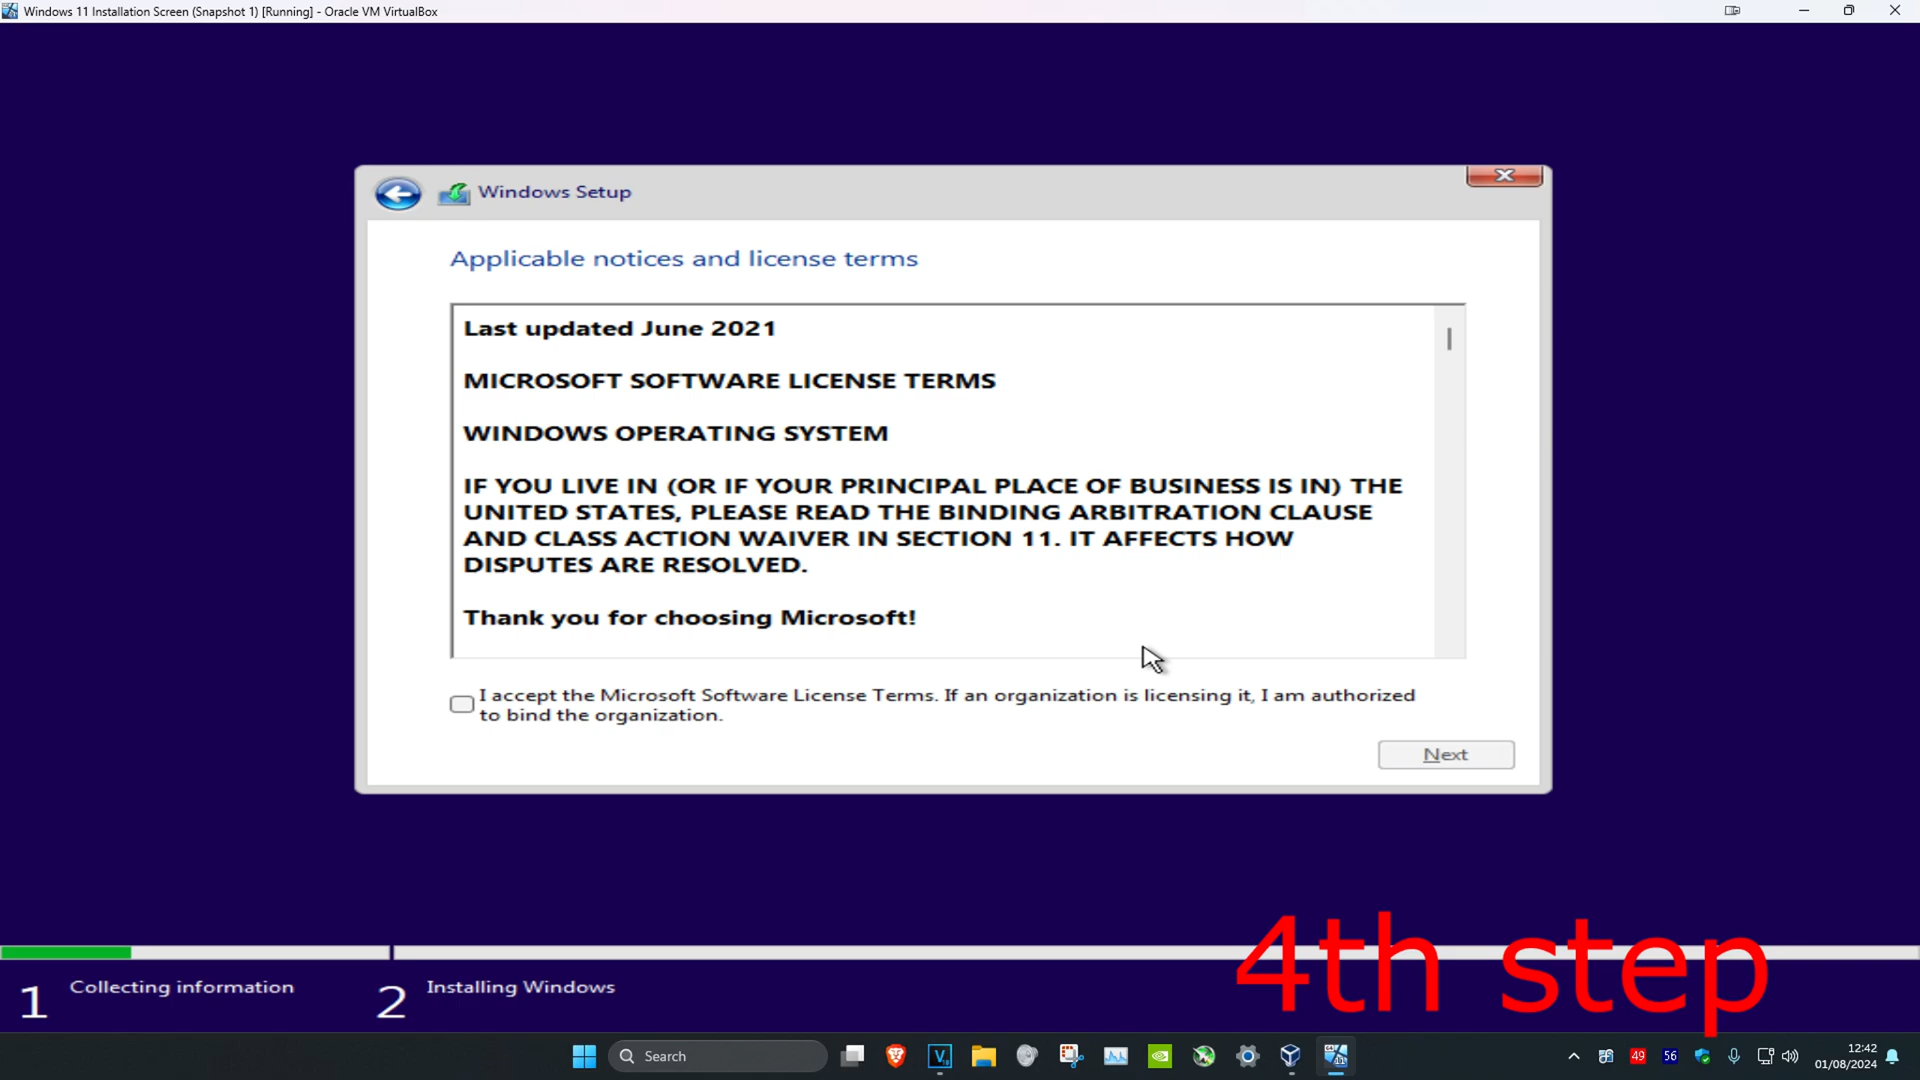 Windows 11 Installation Screen (Snapshot 1) [Running] - Oracle VM VirtualBox
Windows Setup
Applicable notices and license terms
Last updated June 2021
MICROSOFT SOFTWARE LICENSE TERMS
WINDOWS OPERATING SYSTEM
IF YOU LIVE IN (OR IF YOUR PRINCIPAL PLACE OF BUSINESS IS IN) THE
UNITED STATES, PLEASE READ THE BINDING ARBITRATION CLAUSE
AND CLASS ACTION WAIVER IN SECTION 11. IT AFFECTS HOW
DISPUTES ARE RESOLVED.
Thank you for choosing Microsoft!
I accept the Microsoft Software License Terms. If an organization is licensing it, I am authorized
to bind the organization.
Next
4th step
1 Collecting information
2 Installing Windows
Search
49
56
12:42
01/08/2024